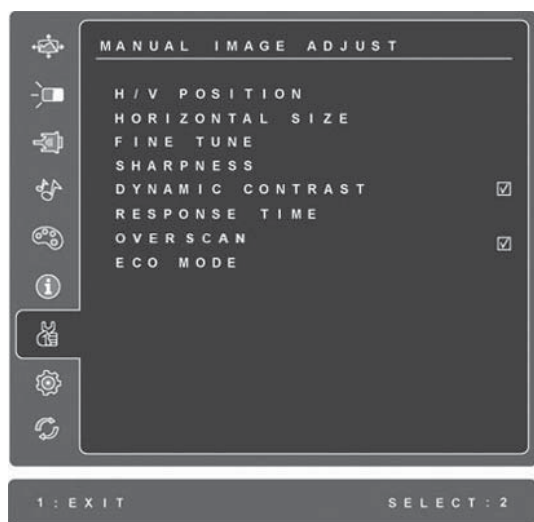 MANUAL IMAGE ADJUST
H/V POSITION
HORIZONTAL SIZE
FINE TUNE
SHARPNESS
DYNAMIC CONTRAST
RESPONSE TIME
OVERSCAN
ECO MODE
1:EXIT SELECT:2